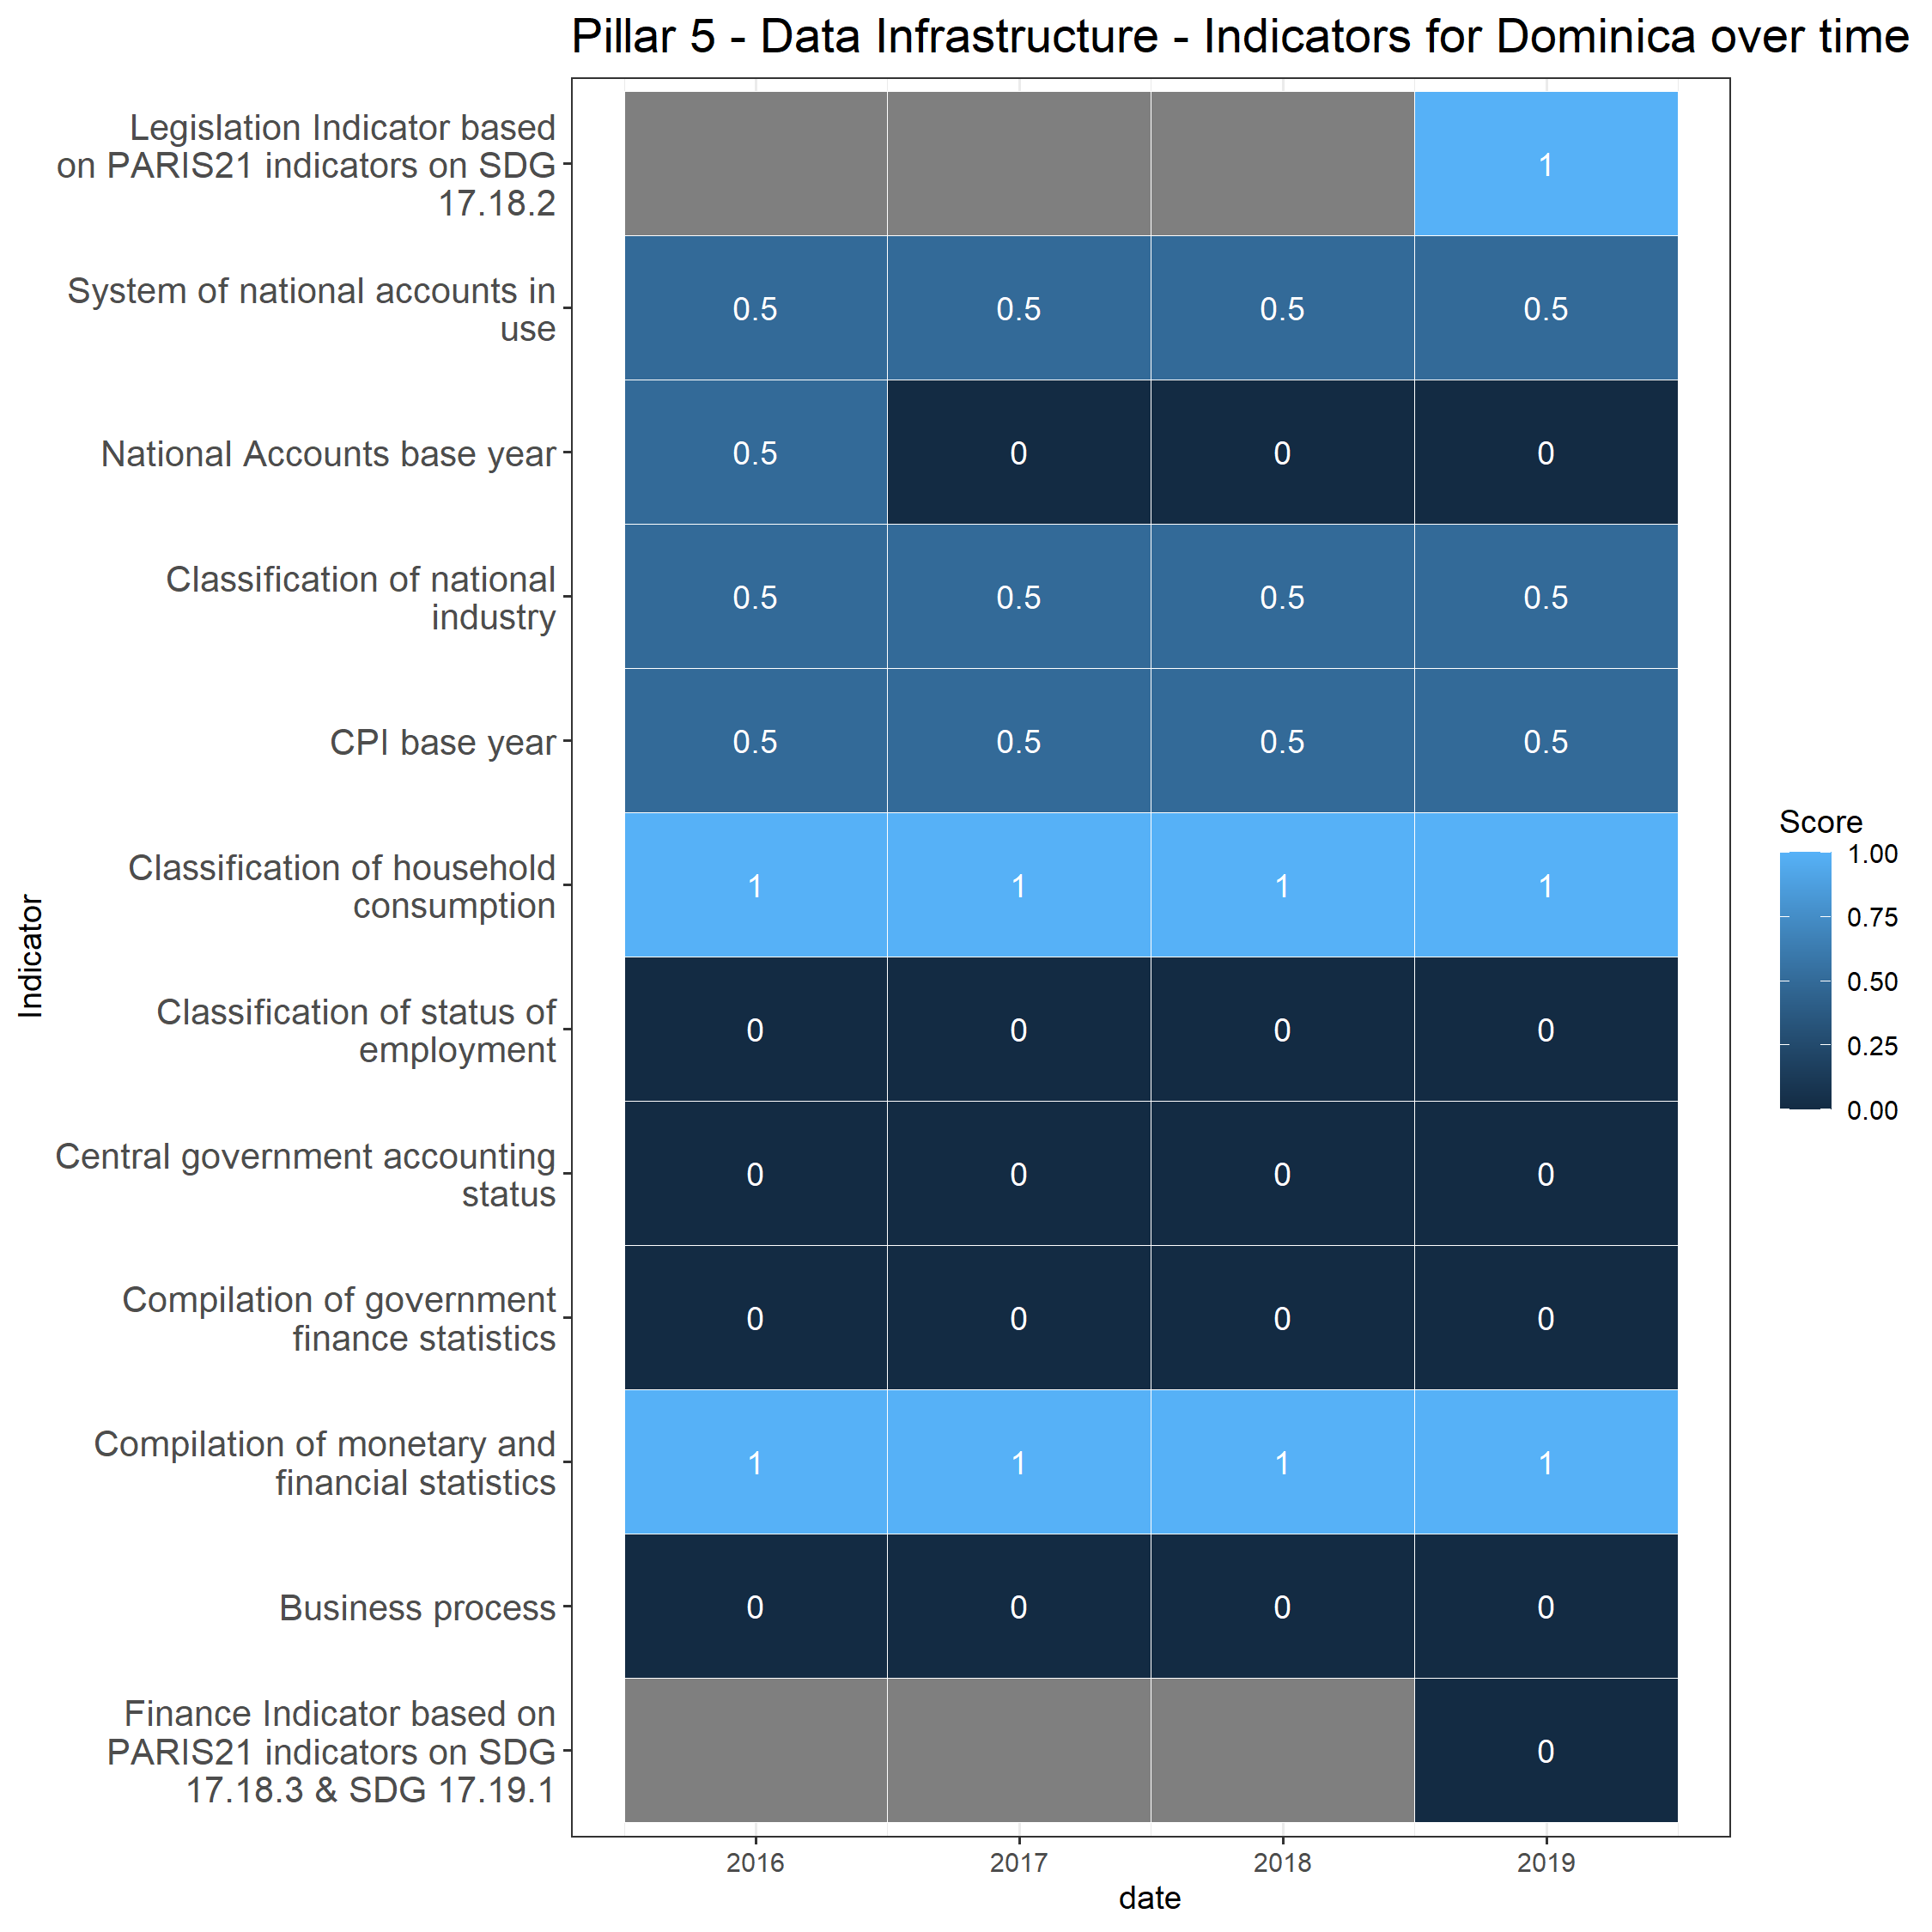 Pillar 5 - Data Infrastructure - Indicators for Dominica over time
Legislation Indicator based
on PARIS21 indicators on SDG
17.18.2
1
System of national accounts in
use
0.5 0.5 0.5 0.5
National Accounts base year
0.5 0 0 0
Classification of national
industry
0.5 0.5 0.5 0.5
CPI base year
0.5 0.5 0.5 0.5
Classification of household
consumption
1 1 1 1
Classification of status of
employment
0 0 0 0
Central government accounting
status
0 0 0 0
Compilation of government
finance statistics
0 0 0 0
Compilation of monetary and
financial statistics
1 1 1 1
Business process
0 0 0 0
Finance Indicator based on
PARIS21 indicators on SDG
17.18.3 & SDG 17.19.1
0
2016 2017 2018 2019
date
Indicator
Score
1.00
0.75
0.50
0.25
0.00